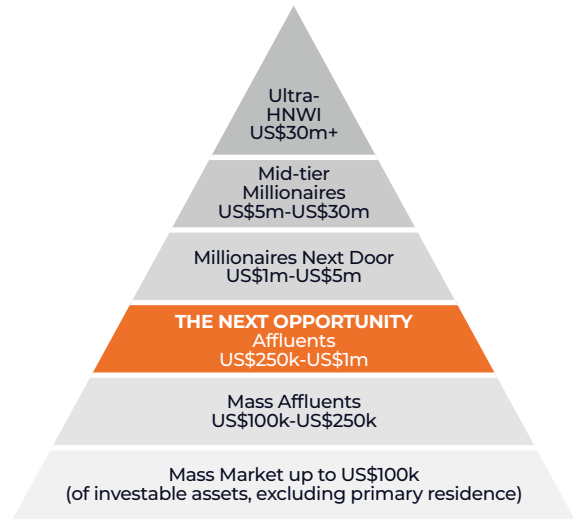 Ultra-
HNWI
US$30m+
Mid-tier
Millionaires
US$5m-US$30m
Millionaires Next Door
US$1m-US$5m
THE NEXT OPPORTUNITY
Affluents
US$250k-US$1m
Mass Affluents
US$100k-US$250k
Mass Market up to US$100k
(of investable assets, excluding primary residence)